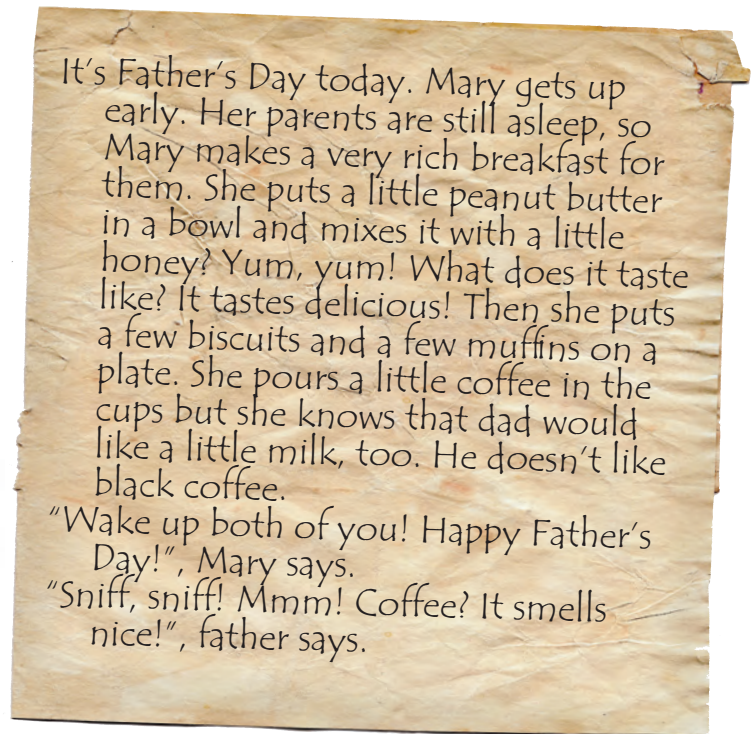 It's Father's Day today. Mary gets up
early. Her parents are still asleep, so
Mary makes a very rich breakfast for
them. She puts a little peanut butter
in a bowl and mixes it with a little
honey? Yum, yum! What does it taste
like? It tastes delicious! Then she puts
a few biscuits and a few muffins on a
plate. She pours a little coffee in the
cups but she knows that dad would
like a little milk, too. He doesn't like
black coffee.
“Wake up both of you! Happy Father's
Day!”, Mary says.
“Sniff, sniff! Mmm! Coffee? It smells
nice!”, father says.